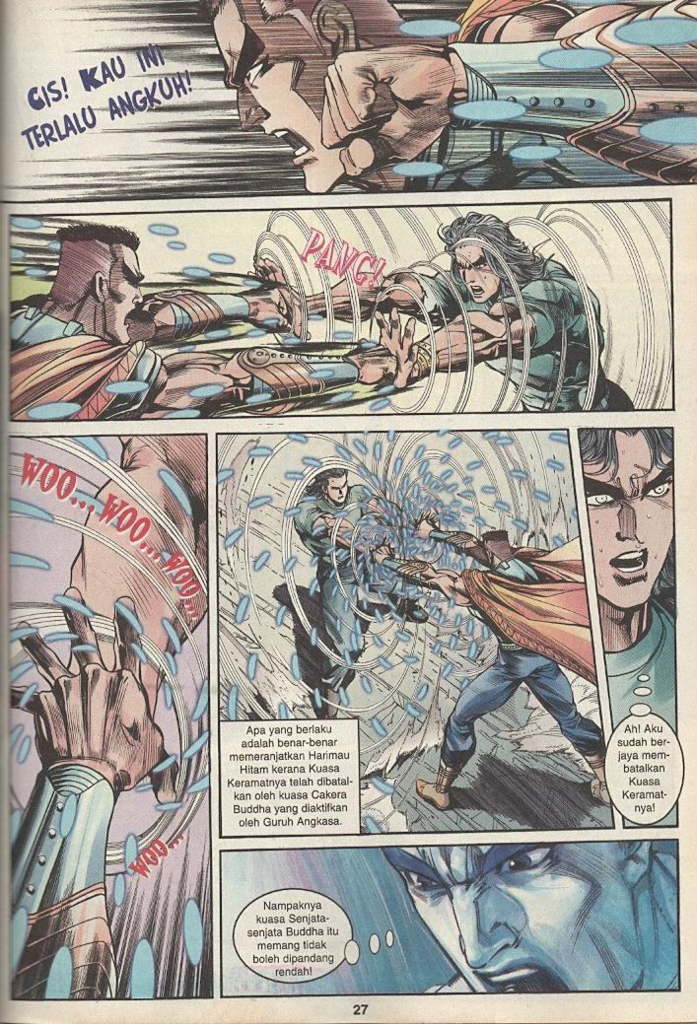 CIS! KAU INI
TERLALU ANGKUH!
PANG!
WOO...WOO...WOO...
WOO...
Apa yang berlaku
adalah benar-benar
memeranjatkan Harimau
Hitam kerana Kuasa
Keramatnya telah dibatal-
kan oleh kuasa Cakera
Buddha yang diaktifkan
oleh Guruh Angkasa.
Ah! Aku
sudah ber-
jaya mem-
batalkan
Kuasa
Keramat-
nya!
Nampaknya
kuasa Senjata-
senjata Buddha itu
memang tidak
boleh dipandang
rendah!
27